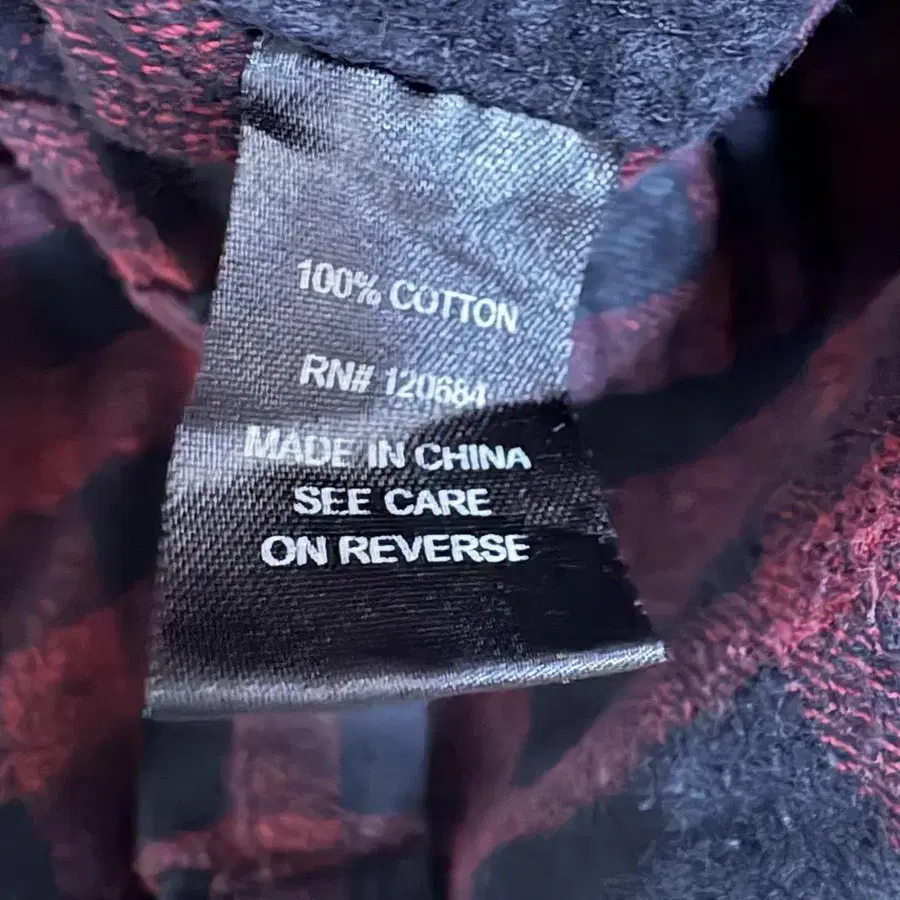 100% COTTON
RN# 120684
MADE IN CHINA
SEE CARE
ON REVERSE